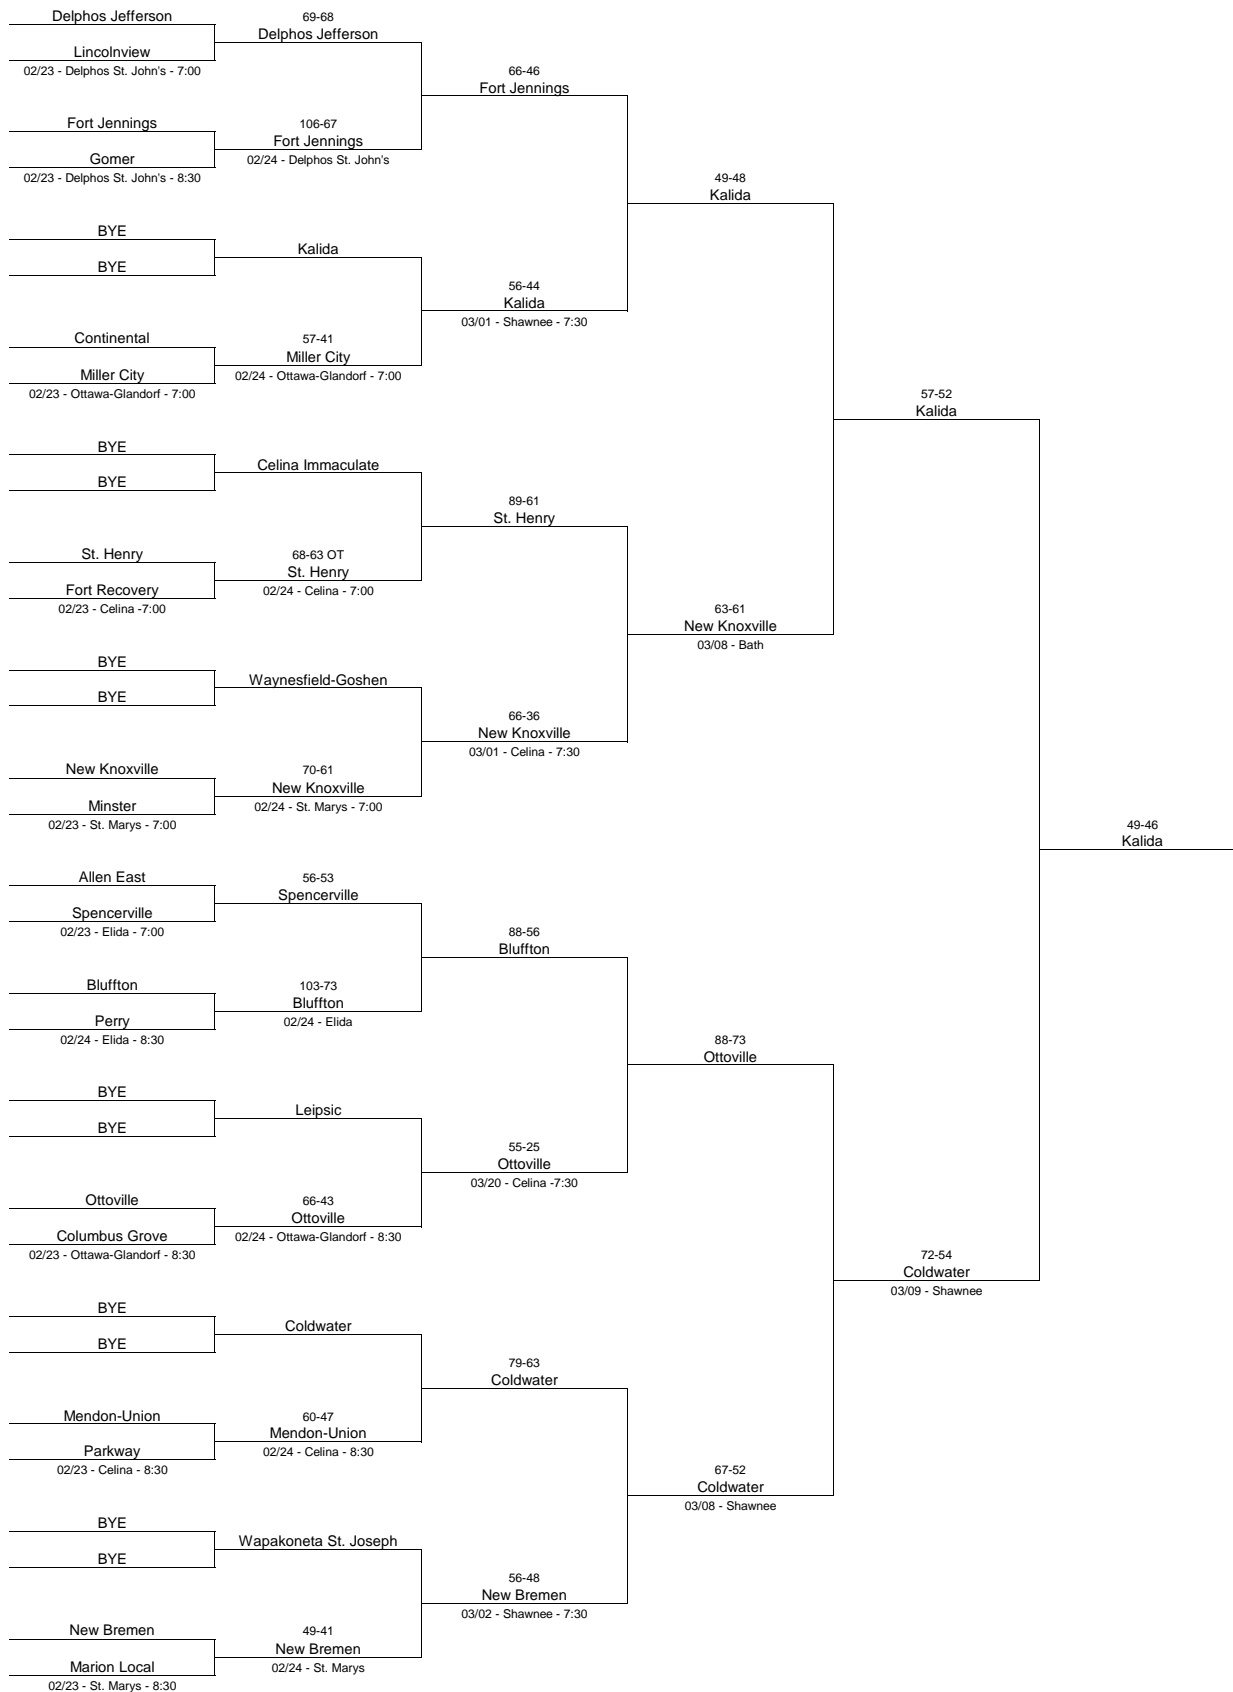 Delphos Jefferson
Lincolnview
02/23 - Delphos St. John's - 7:00
Fort Jennings
Gomer
02/23 - Delphos St. John's - 8:30
BYE
BYE
Continental
Miller City
02/23 - Ottawa-Glandorf - 7:00
BYE
BYE
St. Henry
Fort Recovery
02/23 - Celina -7:00
BYE
BYE
New Knoxville
Minster
02/23 - St. Marys - 7:00
Allen East
Spencerville
02/23 - Elida - 7:00
Bluffton
Perry
02/24 - Elida - 8:30
BYE
BYE
Ottoville
Columbus Grove
02/23 - Ottawa-Glandorf - 8:30
BYE
BYE
Mendon-Union
Parkway
02/23 - Celina - 8:30
BYE
BYE
New Bremen
Marion Local
02/23 - St. Marys - 8:30
69-68
Delphos Jefferson
106-67
Fort Jennings
02/24 - Delphos St. John's
Kalida
57-41
Miller City
02/24 - Ottawa-Glandorf - 7:00
Celina Immaculate
68-63 OT
St. Henry
02/24 - Celina - 7:00
Waynesfield-Goshen
70-61
New Knoxville
02/24 - St. Marys - 7:00
56-53
Spencerville
103-73
Bluffton
02/24 - Elida
Leipsic
66-43
Ottoville
02/24 - Ottawa-Glandorf - 8:30
Coldwater
60-47
Mendon-Union
02/24 - Celina - 8:30
Wapakoneta St. Joseph
49-41
New Bremen
02/24 - St. Marys
66-46
Fort Jennings
56-44
Kalida
03/01 - Shawnee - 7:30
89-61
St. Henry
66-36
New Knoxville
03/01 - Celina - 7:30
88-56
Bluffton
55-25
Ottoville
03/20 - Celina -7:30
79-63
Coldwater
56-48
New Bremen
03/02 - Shawnee - 7:30
49-48
Kalida
63-61
New Knoxville
03/08 - Bath
88-73
Ottoville
67-52
Coldwater
03/08 - Shawnee
57-52
Kalida
72-54
Coldwater
03/09 - Shawnee
49-46
Kalida